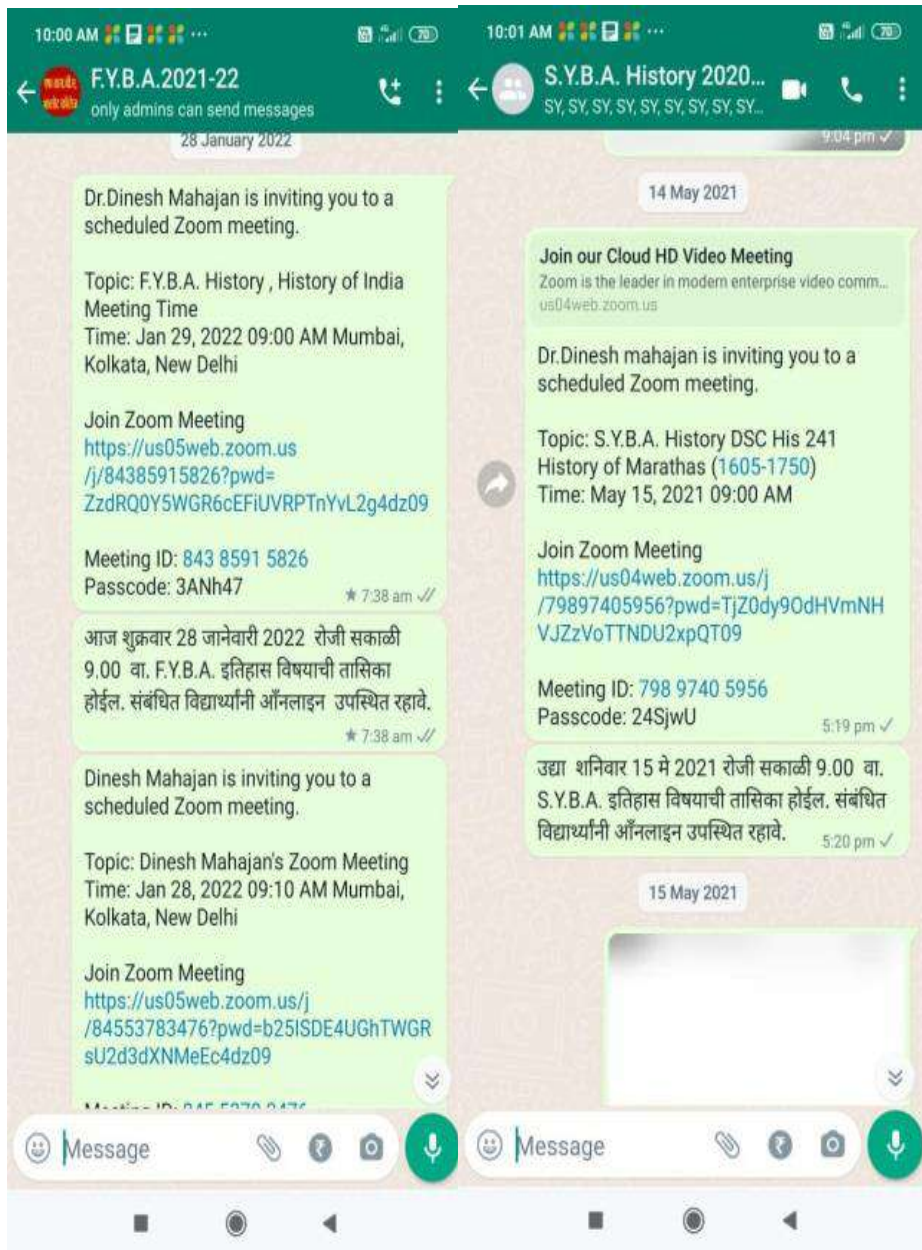 10:00 AM
70
F.Y.B.A.2021-22
only admins can send messages
28 January 2022
Dr.Dinesh Mahajan is inviting you to a
scheduled Zoom meeting.
Topic: F.Y.B.A. History , History of India
Meeting Time
Time: Jan 29, 2022 09:00 AM Mumbai,
Kolkata, New Delhi
Join Zoom Meeting
https://us05web.zoom.us
/j/84385915826?pwd=
ZzdRQ0Y5WGR6cEFiUVRPTnYvL2g4dz09
Meeting ID: 843 8591 5826
Passcode: 3ANh47
7:38 am
आज शुक्रवार 28 जानेवारी 2022 रोजी सकाळी
9.00 वा. F.Y.B.A. इतिहास विषयाची तासिका
होईल. संबंधित विद्यार्थ्यांनी ऑंनलाइन उपस्थित रहावे.
7:38 am
Dinesh Mahajan is inviting you to a
scheduled Zoom meeting.
Topic: Dinesh Mahajan's Zoom Meeting
Time: Jan 28, 2022 09:10 AM Mumbai,
Kolkata, New Delhi
Join Zoom Meeting
https://us05web.zoom.us/j
/84553783476?pwd=b25ISDE4UGhTWGR
sU2d3dXNMeEc4dz09
Message
10:01 AM
70
S.Y.B.A. History 2020...
SY, SY, SY, SY, SY, SY, SY, SY, SY...
9:04 pm
14 May 2021
Join our Cloud HD Video Meeting
Zoom is the leader in modern enterprise video comm...
us04web.zoom.us
Dr.Dinesh mahajan is inviting you to a
scheduled Zoom meeting.
Topic: S.Y.B.A. History DSC His 241
History of Marathas (1605-1750)
Time: May 15, 2021 09:00 AM
Join Zoom Meeting
https://us04web.zoom.us/j
/79897405956?pwd=TjZ0dy9OdHVmNH
VJZzVoTTNDU2xpQT09
Meeting ID: 798 9740 5956
Passcode: 24SjwU
5:19 pm
उद्या शनिवार 15 मे 2021 रोजी सकाळी 9.00 वा.
S.Y.B.A. इतिहास विषयाची तासिका होईल. संबंधित
विद्यार्थ्यांनी ऑंनलाइन उपस्थित रहावे.
5:20 pm
15 May 2021
Message